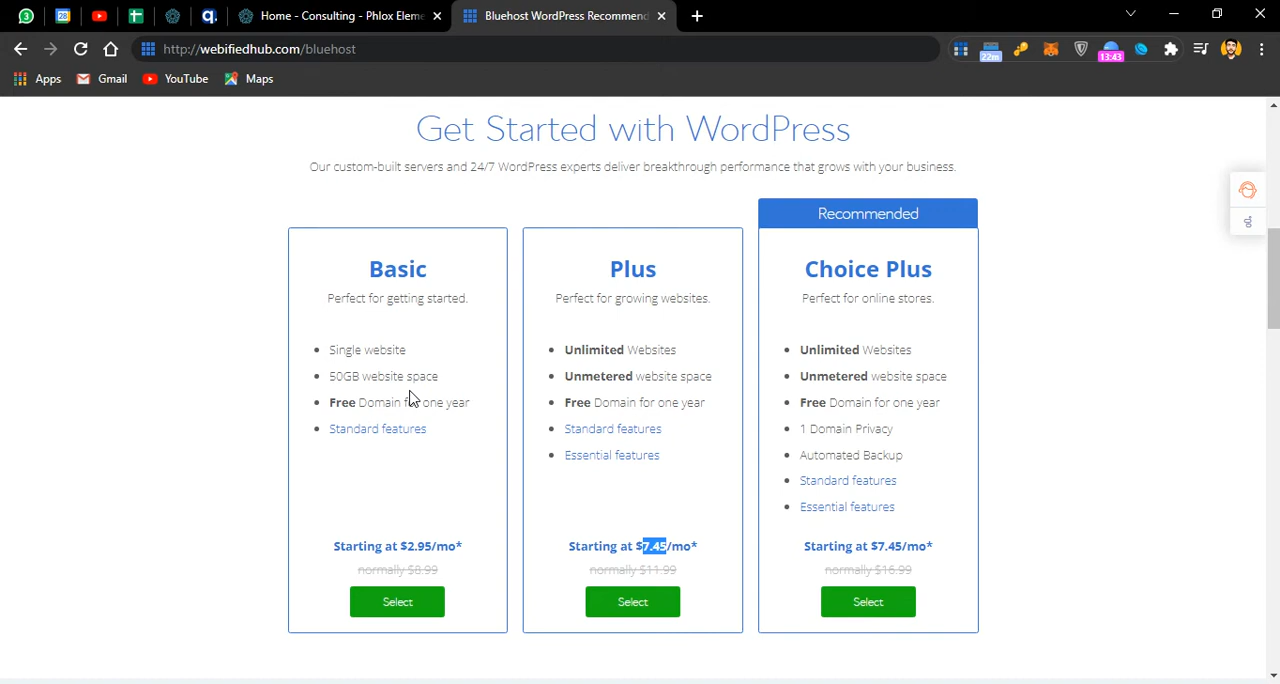 28
Home - Consulting - Phlox Eleme
Bluehost WordPress Recommend
http://webifiedhub.com/bluehost
22m
13:43
Apps
Gmail
YouTube
Maps
Get Started with WordPress
Our custom-built servers and 24/7 WordPress experts deliver breakthrough performance that grows with your business.
Recommended
Basic
Perfect for getting started.
Single website
50GB website space
Free Domain for one year
Standard features
Starting at $2.95/mo*
normally $8.99
Select
Plus
Perfect for growing websites.
Unlimited Websites
Unmetered website space
Free Domain for one year
Standard features
Essential features
Starting at $7.45/mo*
normally $11.99
Select
Choice Plus
Perfect for online stores.
Unlimited Websites
Unmetered website space
Free Domain for one year
1 Domain Privacy
Automated Backup
Standard features
Essential features
Starting at $7.45/mo*
normally $16.99
Select